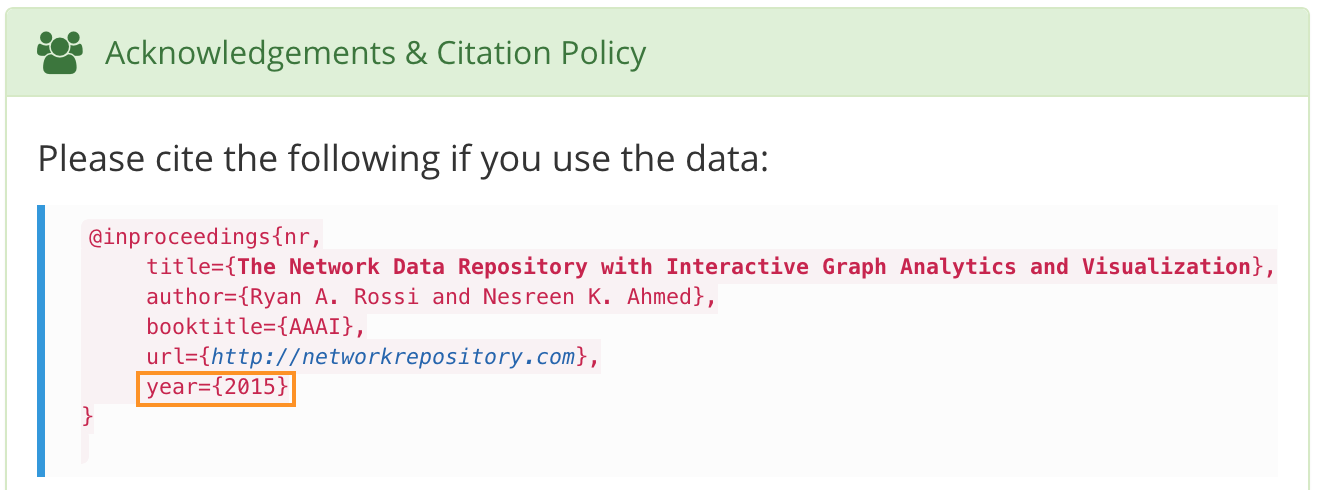 Acknowledgements & Citation Policy
Please cite the following if you use the data:
@inproceedings{nr,
title={The Network Data Repository with Interactive Graph Analytics and Visualization},
author={Ryan A. Rossi and Nesreen K. Ahmed},
booktitle={AAAI},
url={http://networkrepository.com},
year={2015}
}